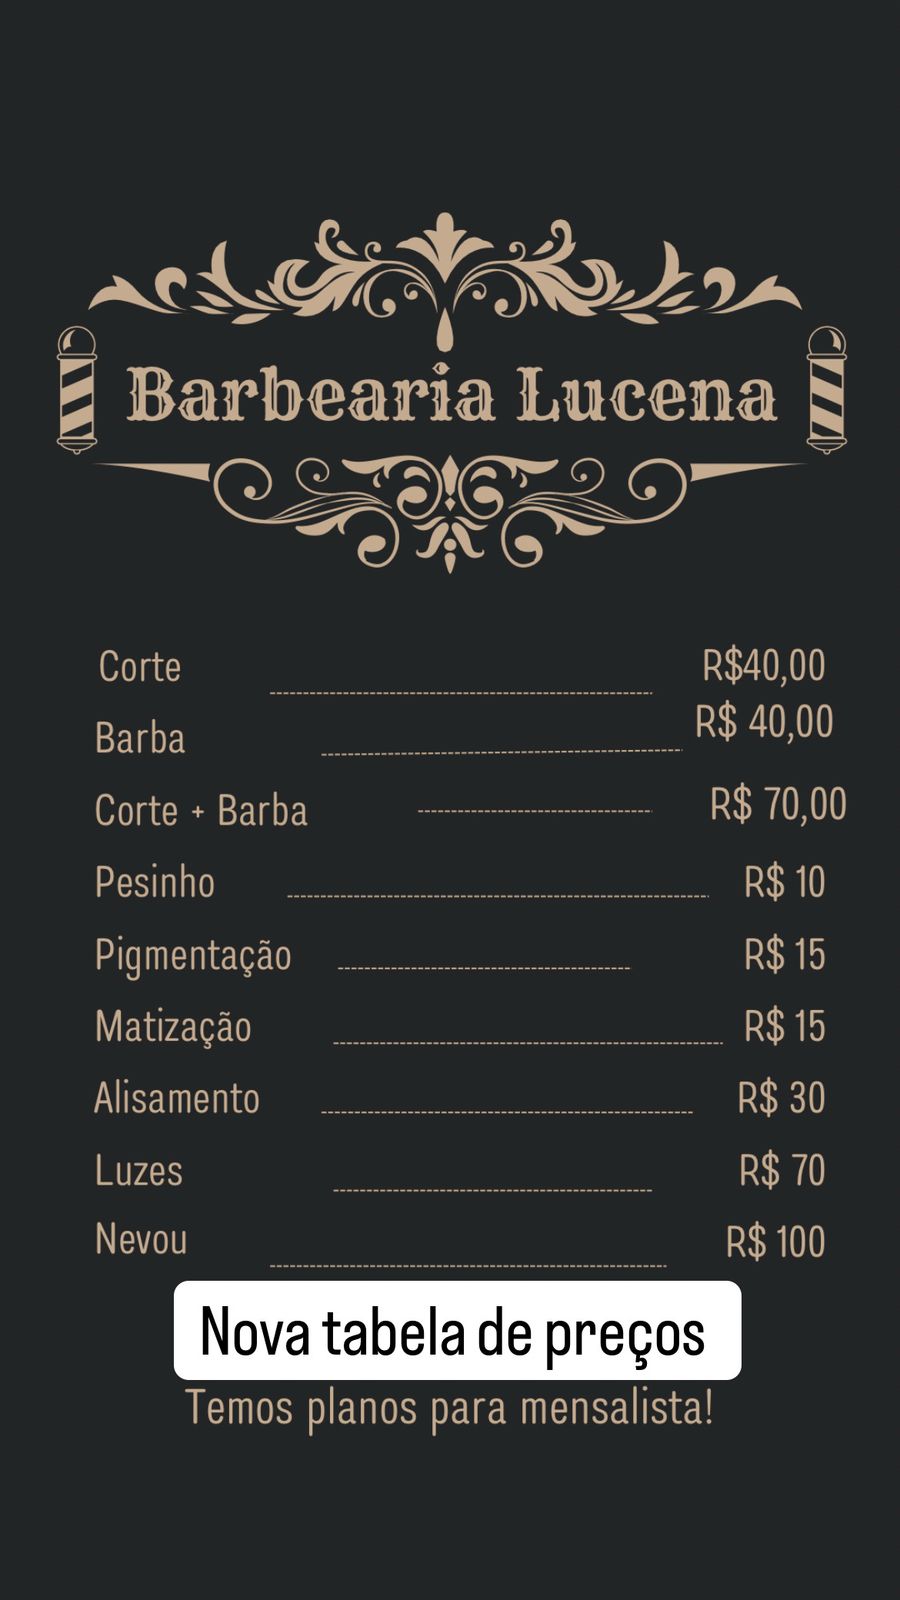 Barbearia Lucena
Corte R$40,00
Barba R$ 40,00
Corte + Barba R$ 70,00
Pesinho R$ 10
Pigmentação R$ 15
Matização R$ 15
Alisamento R$ 30
Luzes R$ 70
Nevou R$ 100
Nova tabela de preços
Temos planos para mensalista!